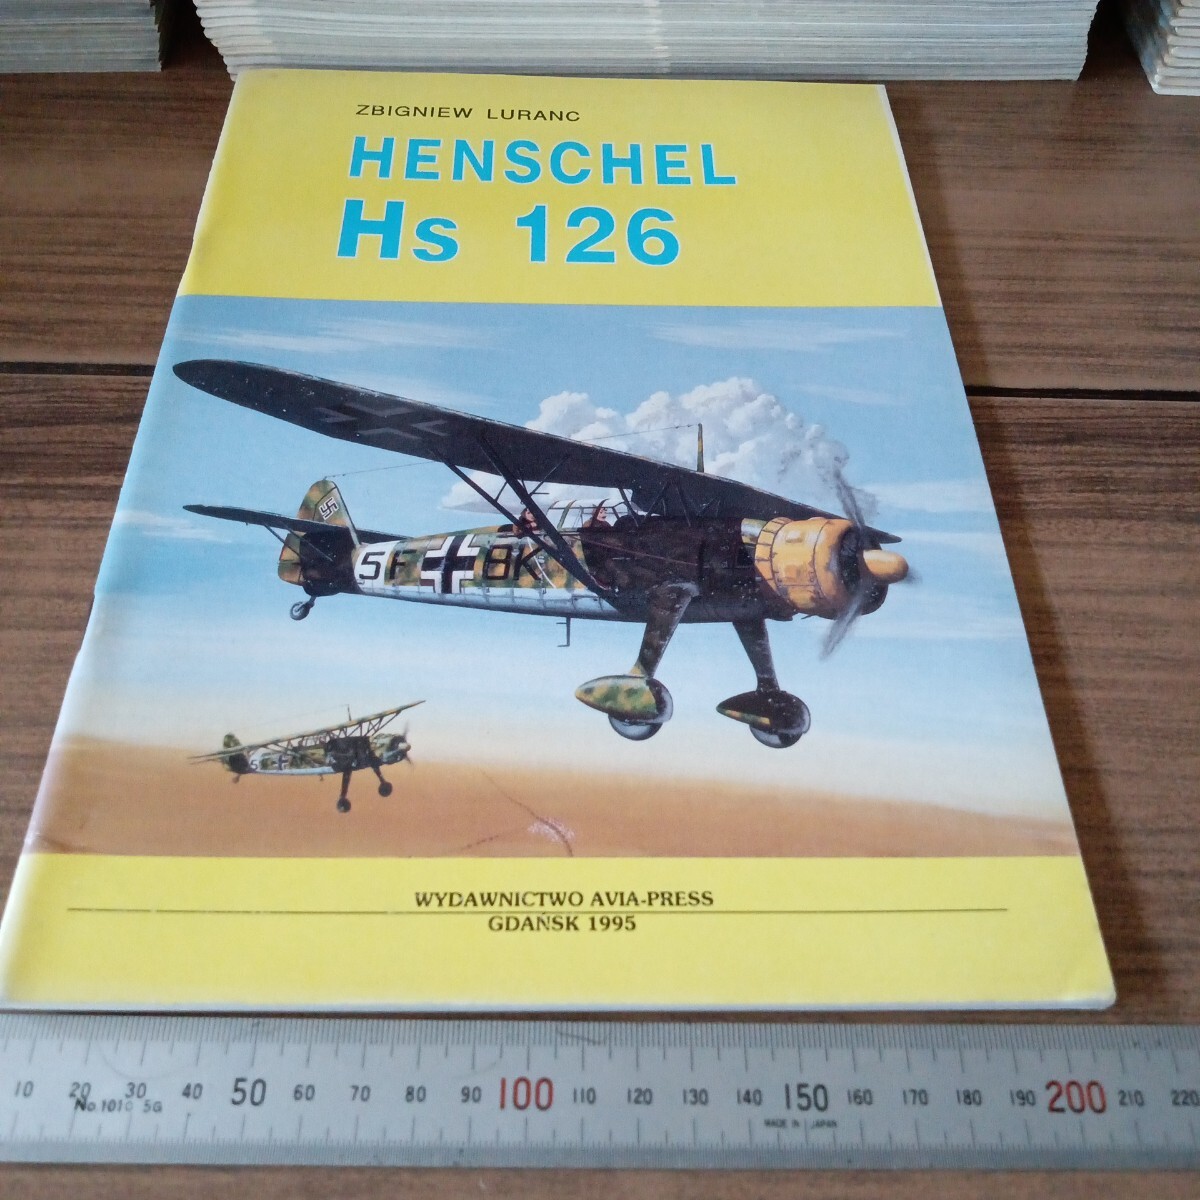 ZBIGNIEW LURANC
HENSCHEL
Hs 126
5F BK
5
WYDAWNICTWO AVIA-PRESS
GDAŃSK 1995
10 20 30 40 50 60 70 80 90 100 110 120 130 140 150 160 170 180 190 200 210 220
No.1010 5G
MADE IN JAPAN